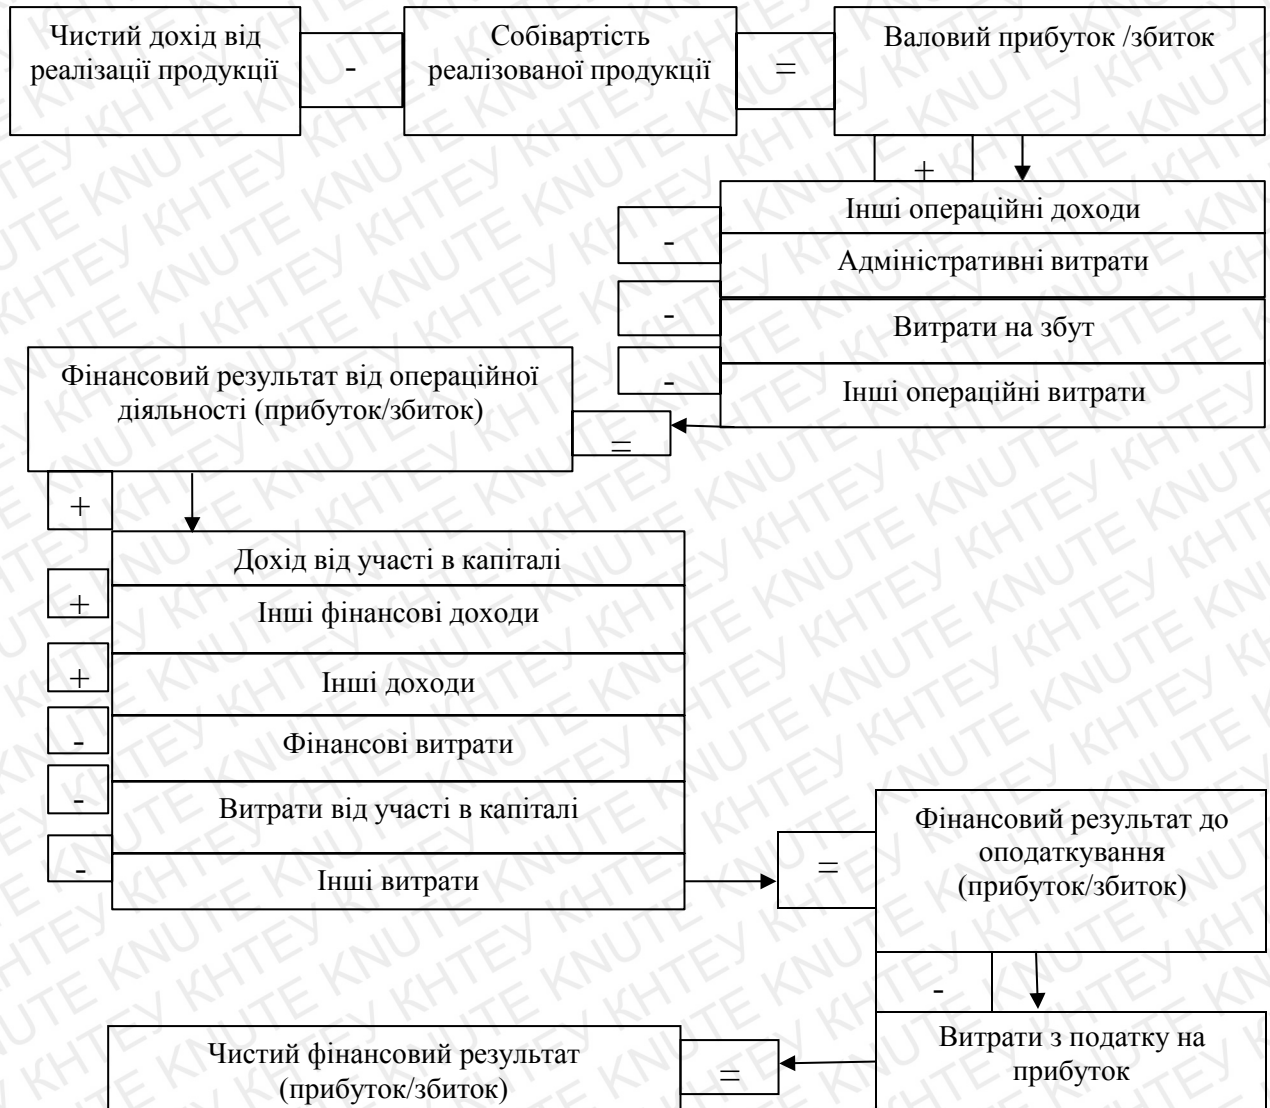 Чистий дохід від
реалізації продукції
-
Собівартість
реалізованої продукції
=
Валовий прибуток /збиток
+
Інші операційні доходи
-
Адміністративні витрати
-
Витрати на збут
-
Інші операційні витрати
Фінансовий результат від операційної
діяльності (прибуток/збиток)
=
+
Дохід від участі в капіталі
+
Інші фінансові доходи
+
Інші доходи
-
Фінансові витрати
-
Витрати від участі в капіталі
-
Інші витрати
=
Фінансовий результат до
оподаткування
(прибуток/збиток)
-
Витрати з податку на
прибуток
=
Чистий фінансовий результат
(прибуток/збиток)
КНТЕУ KNUTE